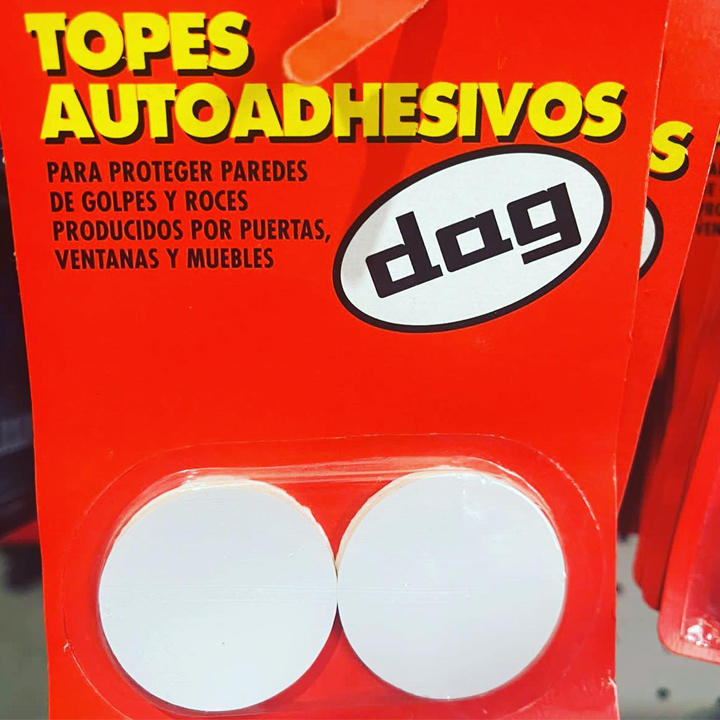 TOPES
AUTOADHESIVOS
PARA PROTEGER PAREDES
DE GOLPES Y ROCES
PRODUCIDOS POR PUERTAS,
VENTANAS Y MUEBLES
dag
S